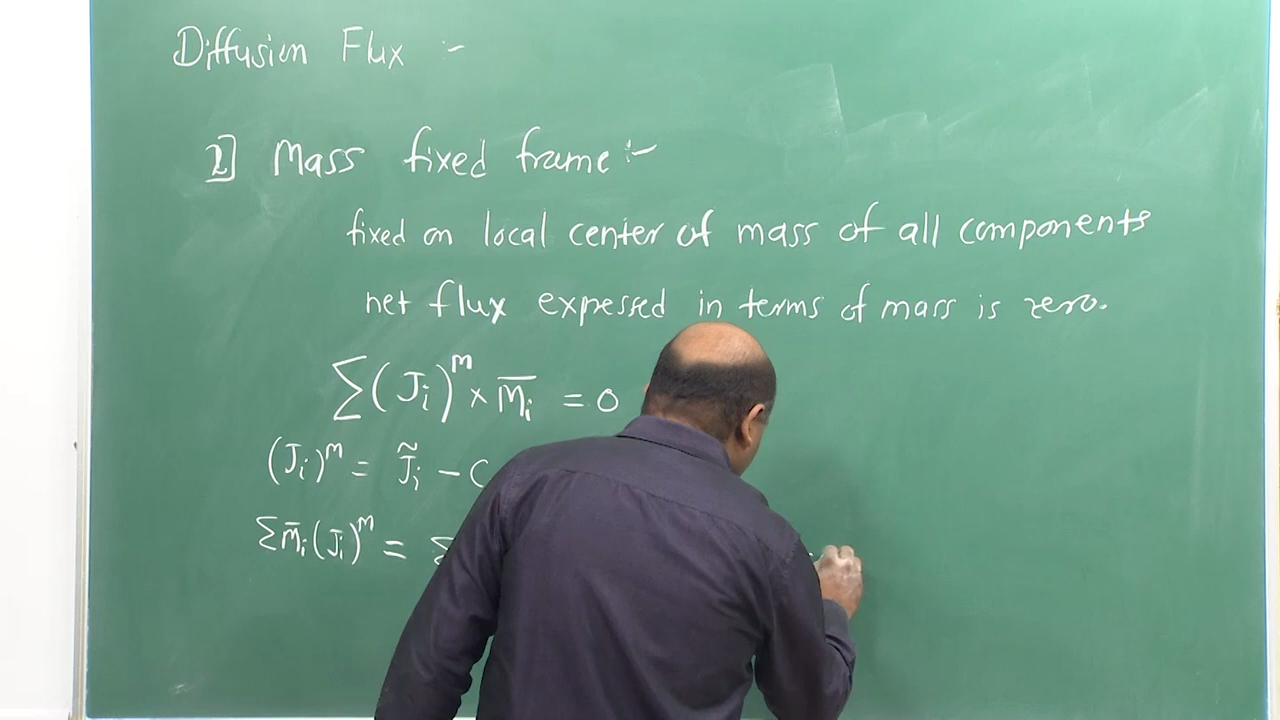 Diffusion Flux :-
2] Mass fixed frame :-
fixed on local center of mass of all components
net flux expressed in terms of mass is zero.
∑(Jᵢ)ᵐ × M̅ᵢ = 0
(Jᵢ)ᵐ = J̃ᵢ - C
∑M̅ᵢ(Jᵢ)ᵐ = ∑